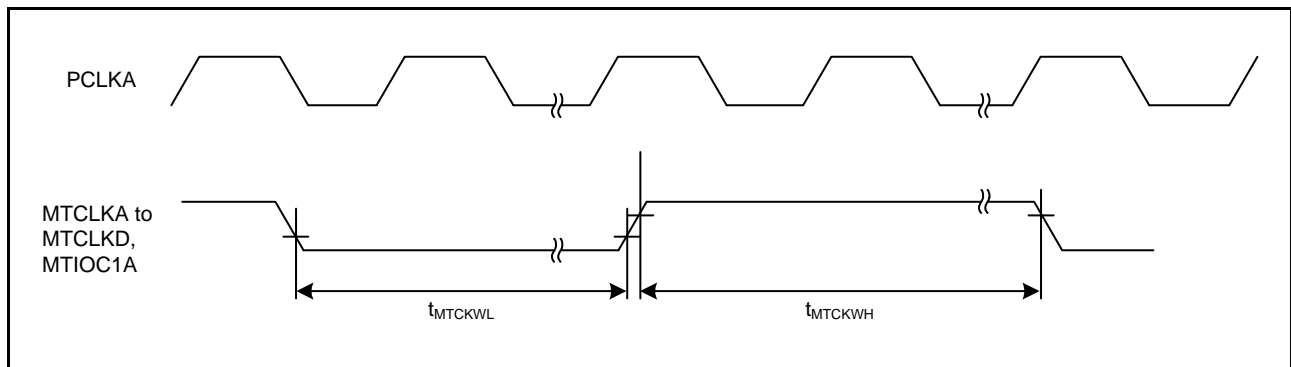 PCLKA
MTCLKA to
MTCLKD,
MTIOC1A
tMTCKWL
tMTCKWH